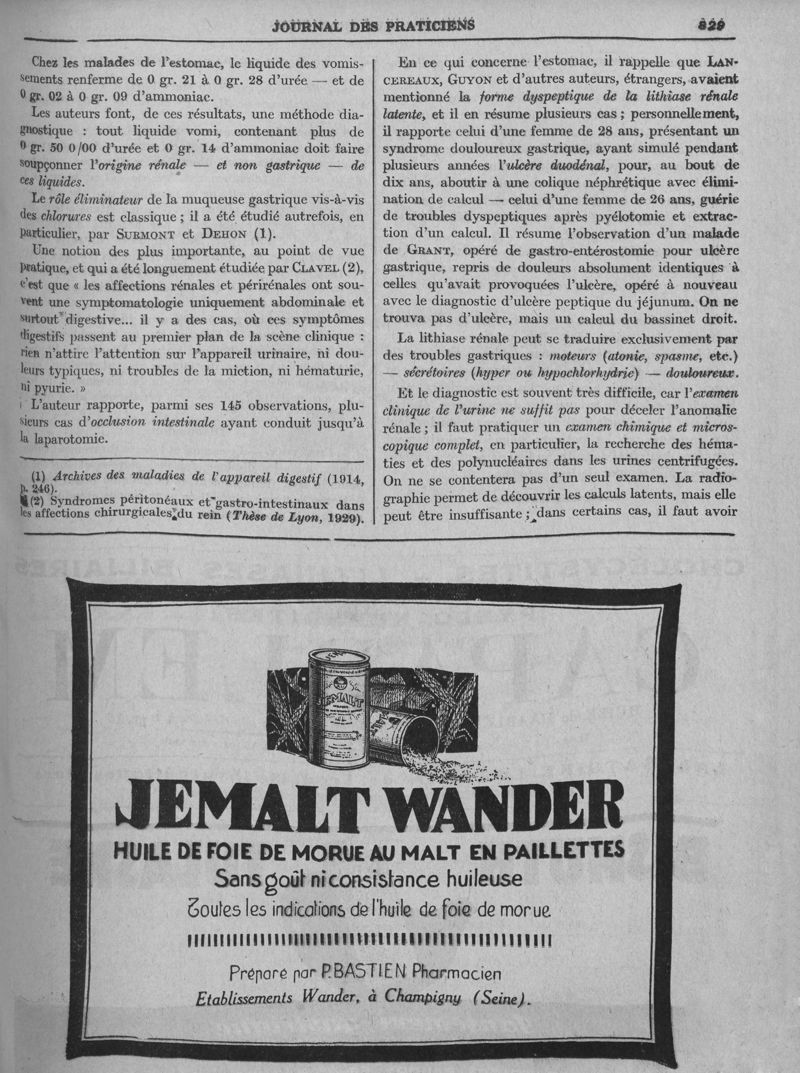 JOURNAL DES PRATICIENS
829
Chez les malades de l'estomac, le liquide des vomis-
sements renferme de 0 gr. 21 à 0 gr. 28 d'urée — et de
0 gr. 02 à 0 gr. 09 d'ammoniac.
Les auteurs font, de ces résultats, une méthode dia-
gnostique : tout liquide vomi, contenant plus de
0 gr. 50 0/00 d'urée et 0 gr. 14 d'ammoniac doit faire
soupçonner l'origine rénale — et non gastrique — de
ces liquides.
Le rôle éliminateur de la muqueuse gastrique vis-à-vis
des chlorures est classique ; il a été étudié autrefois, en
particulier, par SURMONT et DEHON (1).
Une notion des plus importante, au point de vue
pratique, et qui a été longuement étudiée par CLAVEL (2),
c'est que « les affections rénales et périrénales ont sou-
vent une symptomatologie uniquement abdominale et
surtout digestive... il y a des cas, où ces symptômes
digestifs passent au premier plan de la scène clinique :
rien n'attire l'attention sur l'appareil urinaire, ni dou-
leurs typiques, ni troubles de la miction, ni hématurie,
ni pyurie. »
L'auteur rapporte, parmi ses 145 observations, plu-
sieurs cas d'occlusion intestinale ayant conduit jusqu'à
la laparotomie.
(1) Archives des maladies de l'appareil digestif (1914,
p. 246).
(2) Syndromes péritonéaux et gastro-intestinaux dans
les affections chirurgicales du rein (Thèse de Lyon, 1929).
En ce qui concerne l'estomac, il rappelle que LAN-
CEREAUX, GUYON et d'autres auteurs, étrangers, avaient
mentionné la forme dyspeptique de la lithiase rénale
latente, et il en résume plusieurs cas ; personnellement,
il rapporte celui d'une femme de 28 ans, présentant un
syndrome douloureux gastrique, ayant simulé pendant
plusieurs années l'ulcère duodénal, pour, au bout de
dix ans, aboutir à une colique néphrétique avec élimi-
nation de calcul — celui d'une femme de 26 ans, guérie
de troubles dyspeptiques après pyélotomie et extrac-
tion d'un calcul. Il résume l'observation d'un malade
de GRANT, opéré de gastro-entérostomie pour ulcère
gastrique, repris de douleurs absolument identiques à
celles qu'avait provoquées l'ulcère, opéré à nouveau
avec le diagnostic d'ulcère peptique du jéjunum. On ne
trouva pas d'ulcère, mais un calcul du bassinet droit.
La lithiase rénale peut se traduire exclusivement par
des troubles gastriques : moteurs (atonie, spasme, etc.)
— sécrétoires (hyper ou hypochlorhydrie) — douloureux.
Et le diagnostic est souvent très difficile, car l'examen
clinique de l'urine ne suffit pas pour déceler l'anomalie
rénale ; il faut pratiquer un examen chimique et micros-
copique complet, en particulier, la recherche des héma-
ties et des polynucléaires dans les urines centrifugées.
On ne se contentera pas d'un seul examen. La radio-
graphie permet de découvrir les calculs latents, mais elle
peut être insuffisante ; dans certains cas, il faut avoir
JEMALT
JEMALT WANDER
HUILE DE FOIE DE MORUE AU MALT EN PAILLETTES
Sans goût ni consistance huileuse
Toutes les indications de l'huile de foie de morue
Préparé par P. BASTIEN Pharmacien
Etablissements Wander, à Champigny (Seine).